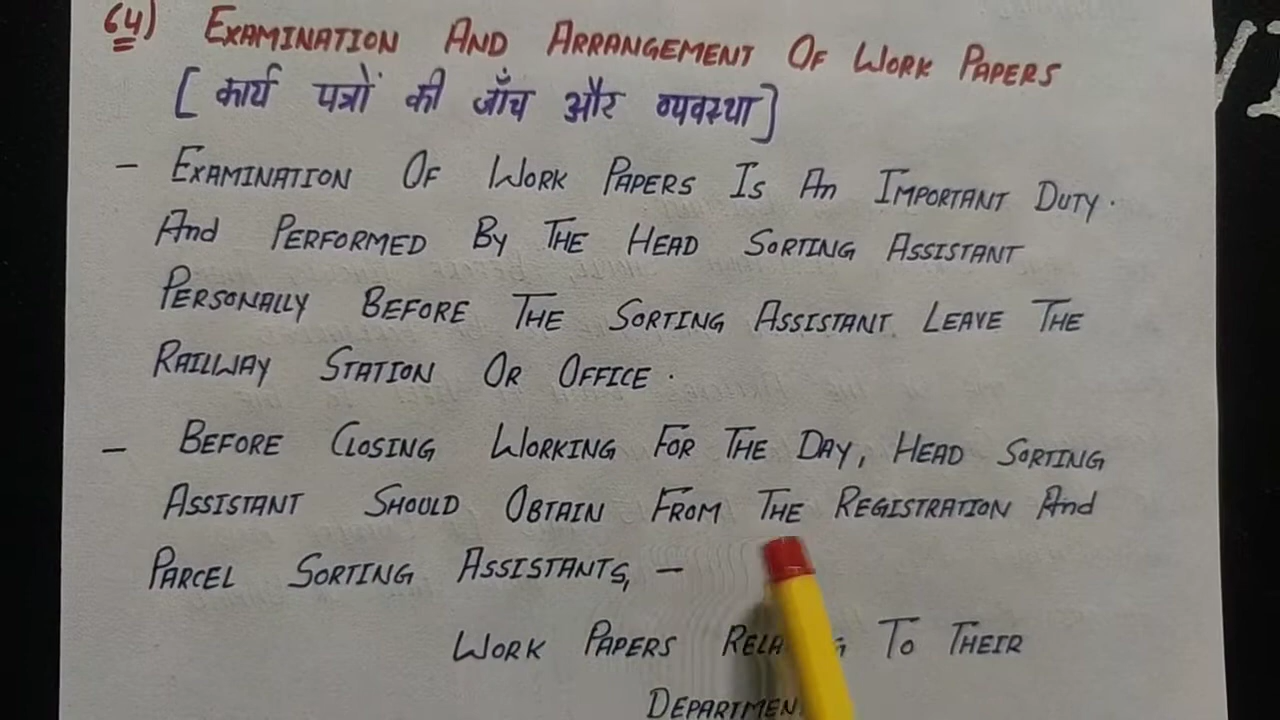 64) EXAMINATION AND ARRANGEMENT OF WORK PAPERS
[कार्य पत्रों की जाँच और व्यवस्था]
- EXAMINATION OF WORK PAPERS IS An IMPORTANT DUTY.
And PERFORMED BY THE HEAD SORTING ASSISTANT
PERSONALLY BEFORE THE SORTING ASSISTANT LEAVE THE
RAILWAY STATION OR OFFICE.
- BEFORE CLOSING WORKING FOR THE DAY, HEAD SORTING
ASSISTANT SHOULD OBTAIN FROM THE REGISTRATION And
PARCEL SORTING ASSISTANTS, -
WORK PAPERS TO THEIR